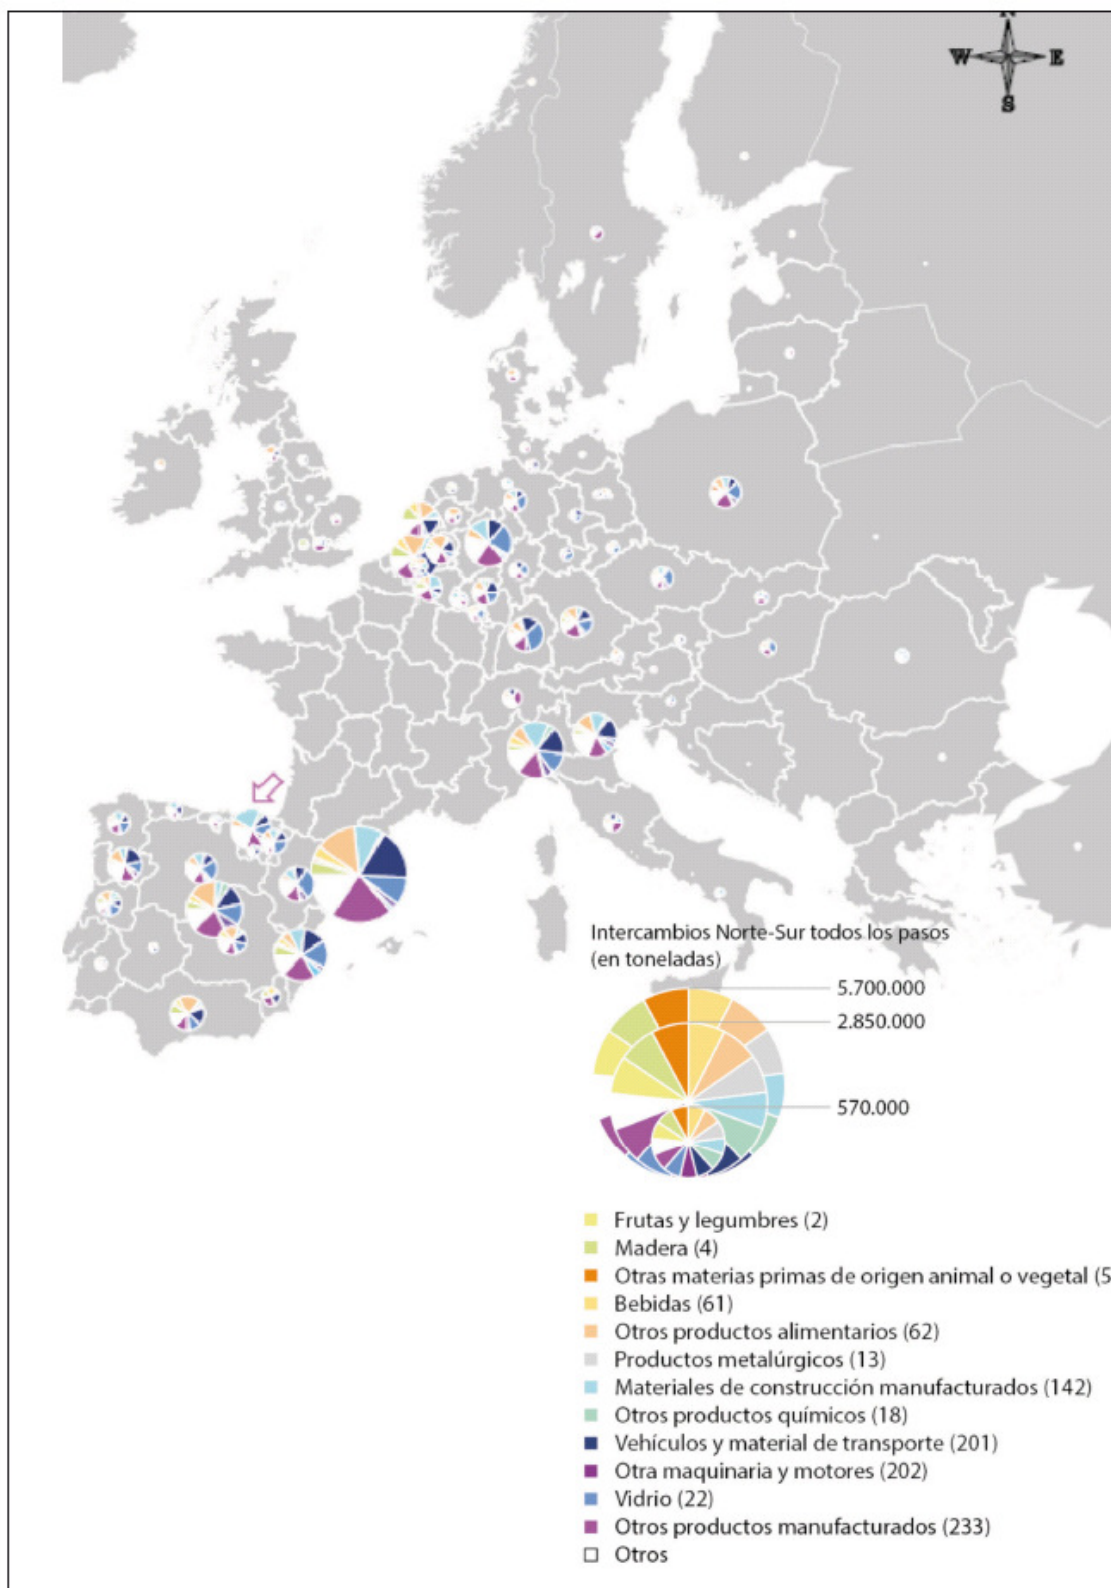 N
W E
S
Intercambios Norte-Sur todos los pasos
(en toneladas)
5.700.000
2.850.000
570.000
Frutas y legumbres (2)
Madera (4)
Otras materias primas de origen animal o vegetal (5
Bebidas (61)
Otros productos alimentarios (62)
Productos metalúrgicos (13)
Materiales de construcción manufacturados (142)
Otros productos químicos (18)
Vehículos y material de transporte (201)
Otra maquinaria y motores (202)
Vidrio (22)
Otros productos manufacturados (233)
Otros